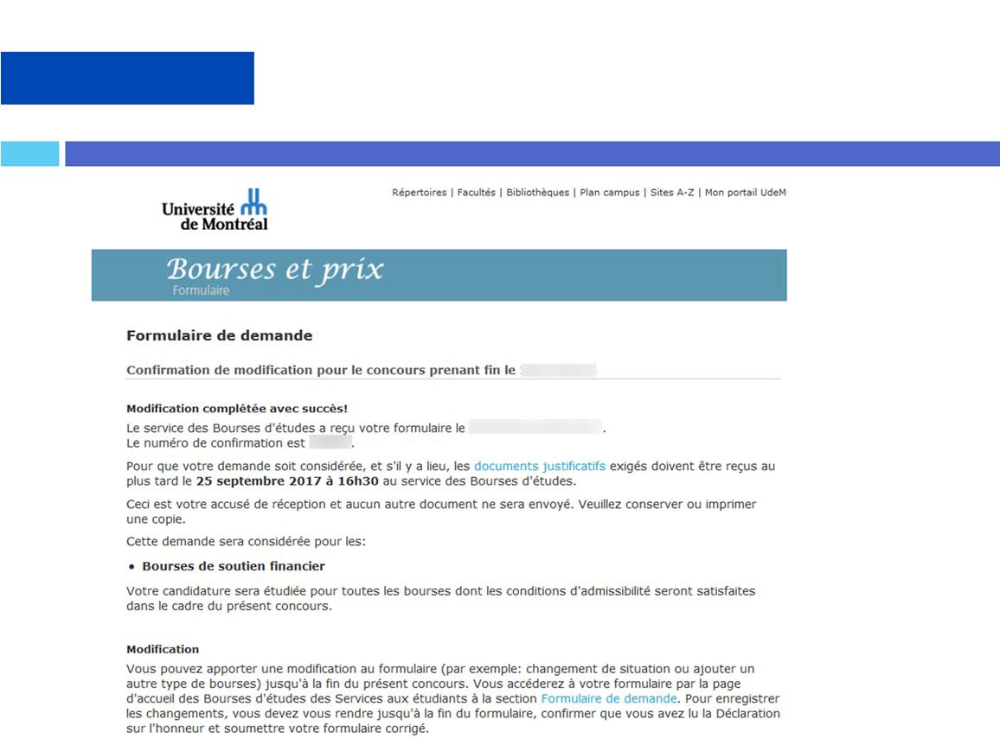 Répertoires | Facultés | Bibliothèques | Plan campus | Sites A-Z | Mon portail UdeM
Université
de Montréal
Bourses et prix
Formulaire
Formulaire de demande
Confirmation de modification pour le concours prenant fin le
Modification complétée avec succès!
Le service des Bourses d'études a reçu votre formulaire le .
Le numéro de confirmation est .
Pour que votre demande soit considérée, et s'il y a lieu, les documents justificatifs exigés doivent être reçus au
plus tard le 25 septembre 2017 à 16h30 au service des Bourses d'études.
Ceci est votre accusé de réception et aucun autre document ne sera envoyé. Veuillez conserver ou imprimer
une copie.
Cette demande sera considérée pour les:
• Bourses de soutien financier
Votre candidature sera étudiée pour toutes les bourses dont les conditions d'admissibilité seront satisfaites
dans le cadre du présent concours.
Modification
Vous pouvez apporter une modification au formulaire (par exemple: changement de situation ou ajouter un
autre type de bourses) jusqu'à la fin du présent concours. Vous accéderez à votre formulaire par la page
d'accueil des Bourses d'études des Services aux étudiants à la section Formulaire de demande. Pour enregistrer
les changements, vous devez vous rendre jusqu'à la fin du formulaire, confirmer que vous avez lu la Déclaration
sur l'honneur et soumettre votre formulaire corrigé.